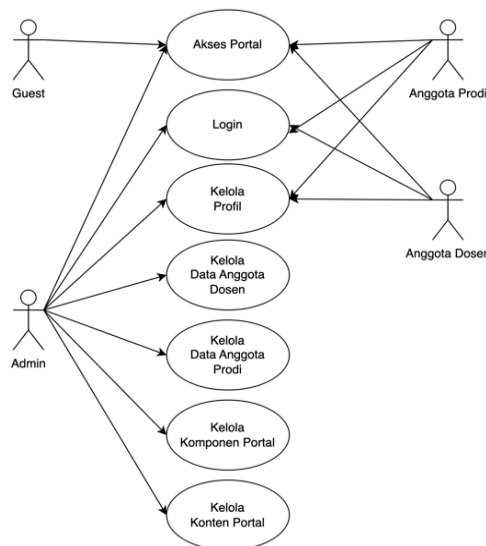 Akses Portal
Guest
Anggota Prodi
Login
Kelola
Profil
Anggota Dosen
Kelola
Data Anggota
Dosen
Admin
Kelola
Data Anggota
Prodi
Kelola
Komponen Portal
Kelola
Konten Portal